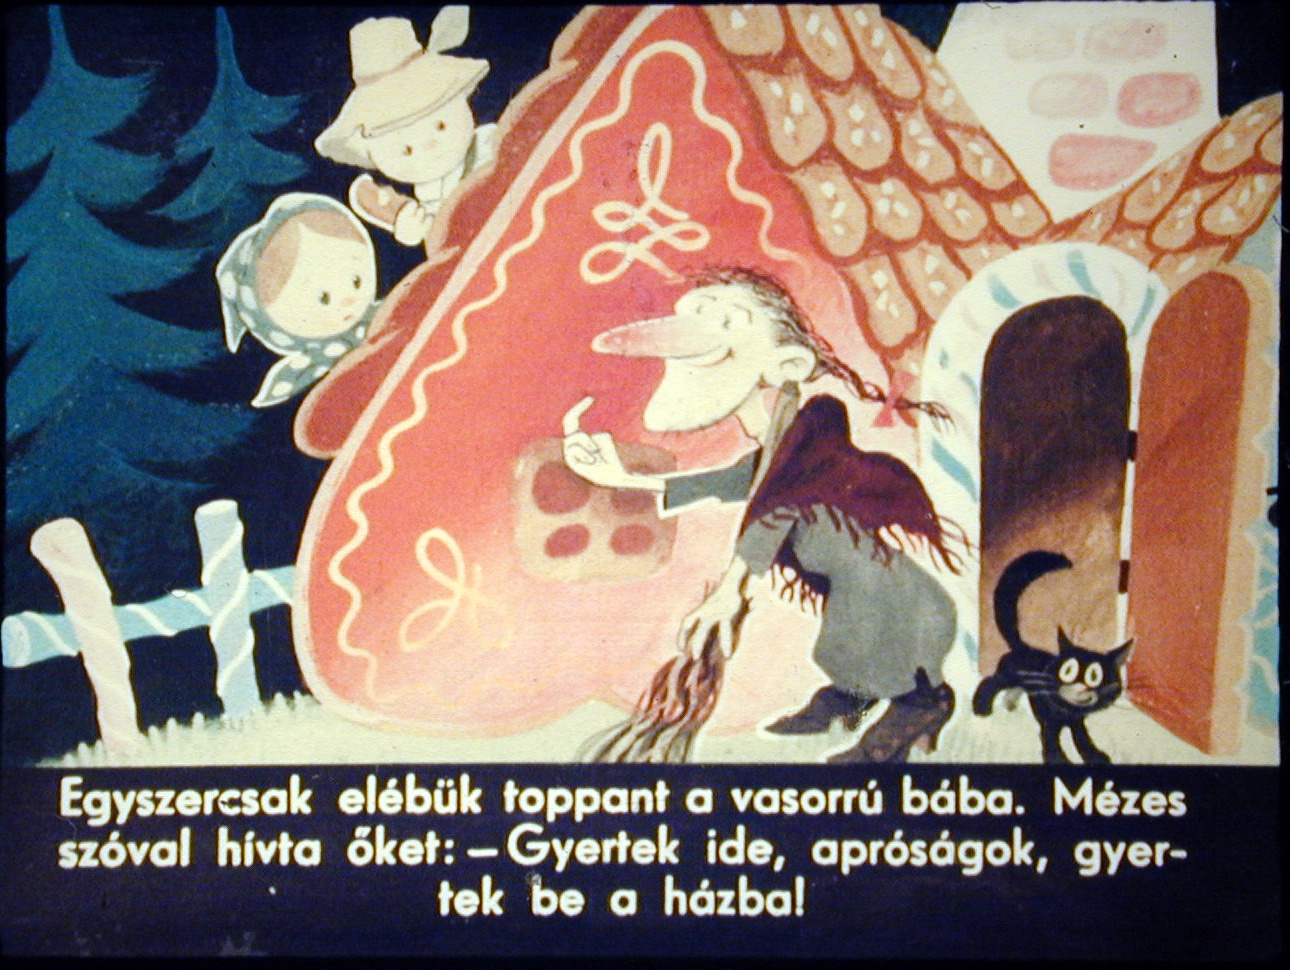 Egyszercsak elébük toppant a vasorrú bába. Mézes
szóval hívta őket: – Gyertek ide, apróságok, gyer-
tek be a házba!